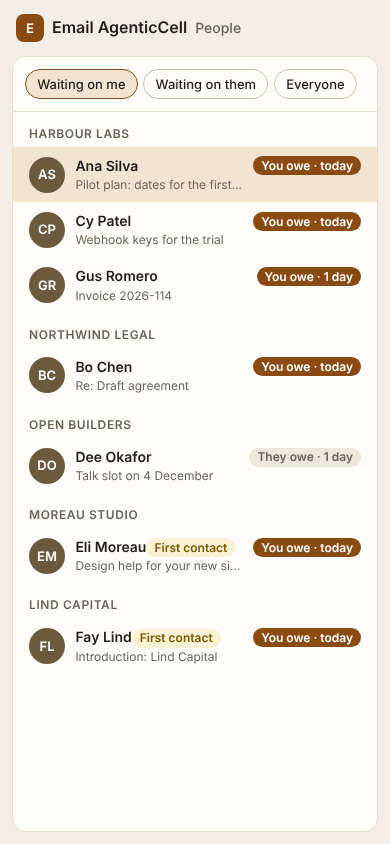 E Email AgenticCell People
Waiting on me Waiting on them Everyone
HARBOUR LABS
AS Ana Silva You owe · today
Pilot plan: dates for the first…
CP Cy Patel You owe · today
Webhook keys for the trial
GR Gus Romero You owe · 1 day
Invoice 2026-114
NORTHWIND LEGAL
BC Bo Chen You owe · today
Re: Draft agreement
OPEN BUILDERS
DO Dee Okafor They owe · 1 day
Talk slot on 4 December
MOREAU STUDIO
EM Eli Moreau First contact You owe · today
Design help for your new si…
LIND CAPITAL
FL Fay Lind First contact You owe · today
Introduction: Lind Capital